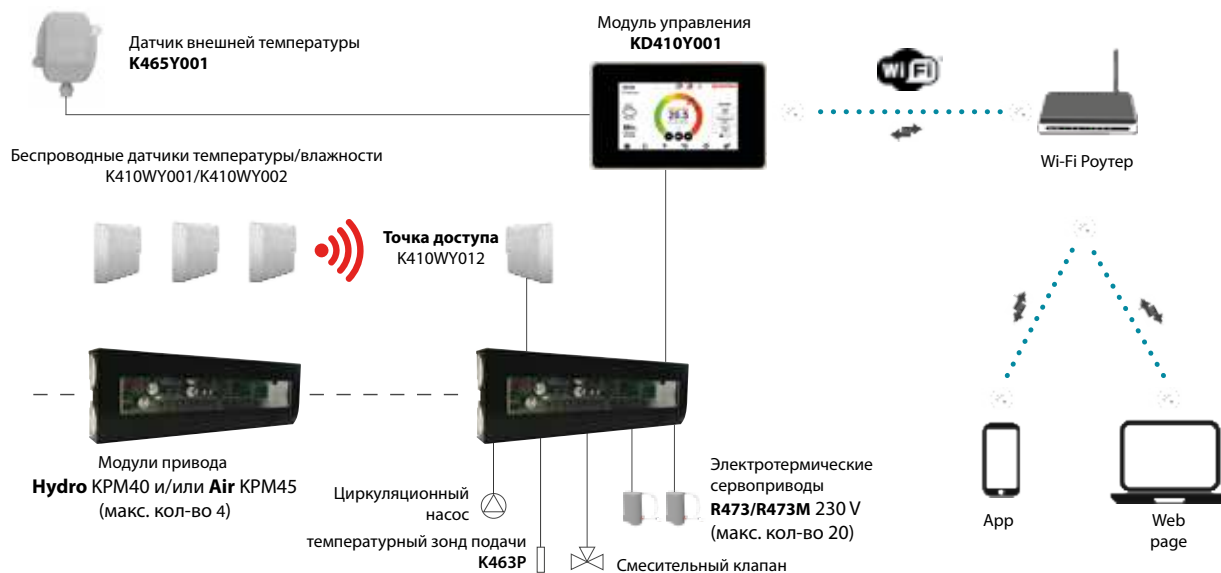 Датчик внешней температуры
K465Y001
Модуль управления
KD410Y001
Wi Fi
Wi-Fi Роутер
Беспроводные датчики температуры/влажности
K410WY001/K410WY002
Точка доступа
K410WY012
20.5
Модули привода
Hydro KPM40 и/или Air KPM45
(макс. кол-во 4)
Циркуляционный
насос
температурный зонд подачи
K463P
Смесительный клапан
Электротермические
сервоприводы
R473/R473M 230 V
(макс. кол-во 20)
App
Web
page